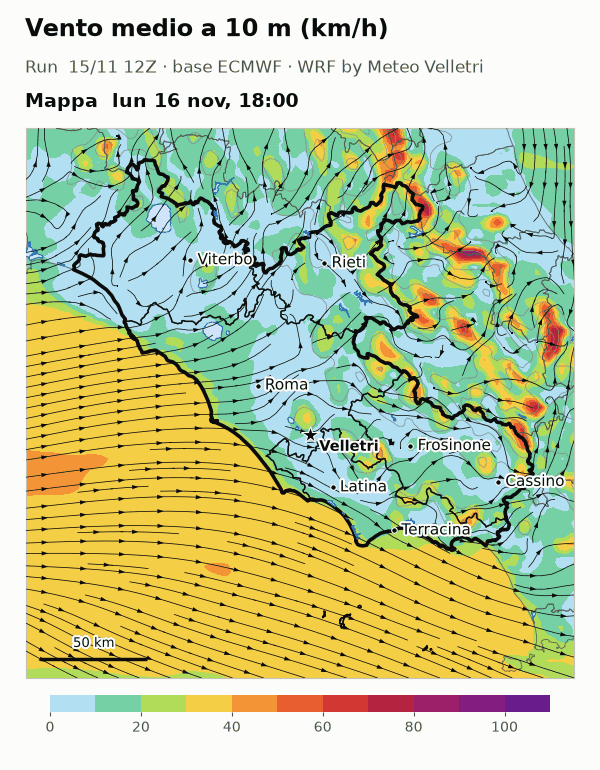 Vento medio a 10 m (km/h)
Run  15/11 12Z · base ECMWF · WRF by Meteo Velletri
Mappa  lun 16 nov, 18:00
Viterbo
Rieti
Roma
Velletri
Frosinone
Latina
Cassino
Terracina
50 km
0 20 40 60 80 100